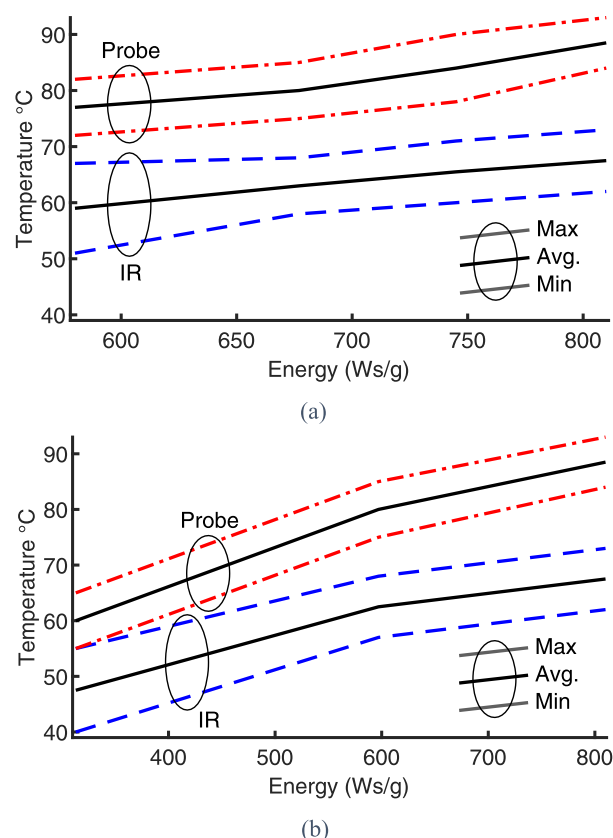 90
80
70
60
50
40
Temperature °C
Probe
IR
Max
Avg.
Min
600 650 700 750 800
Energy (Ws/g)
(a)
90
80
70
60
50
40
Temperature °C
Probe
IR
Max
Avg.
Min
400 500 600 700 800
Energy (Ws/g)
(b)